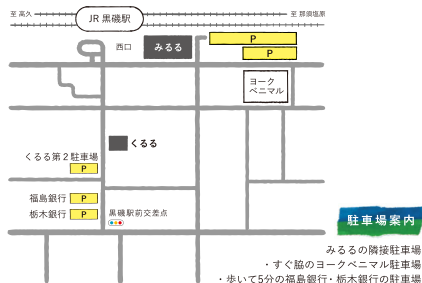 至 高久
JR 黒磯駅
至 那須塩原
西口
みるる
P
P
ヨーク
ベニマル
くるる
くるる第2駐車場
P
福島銀行 P
栃木銀行 P
黒磯駅前交差点
駐車場案内
みるるの隣接駐車場
・すぐ脇のヨークベニマル駐車場
・歩いて5分の福島銀行・栃木銀行の駐車場